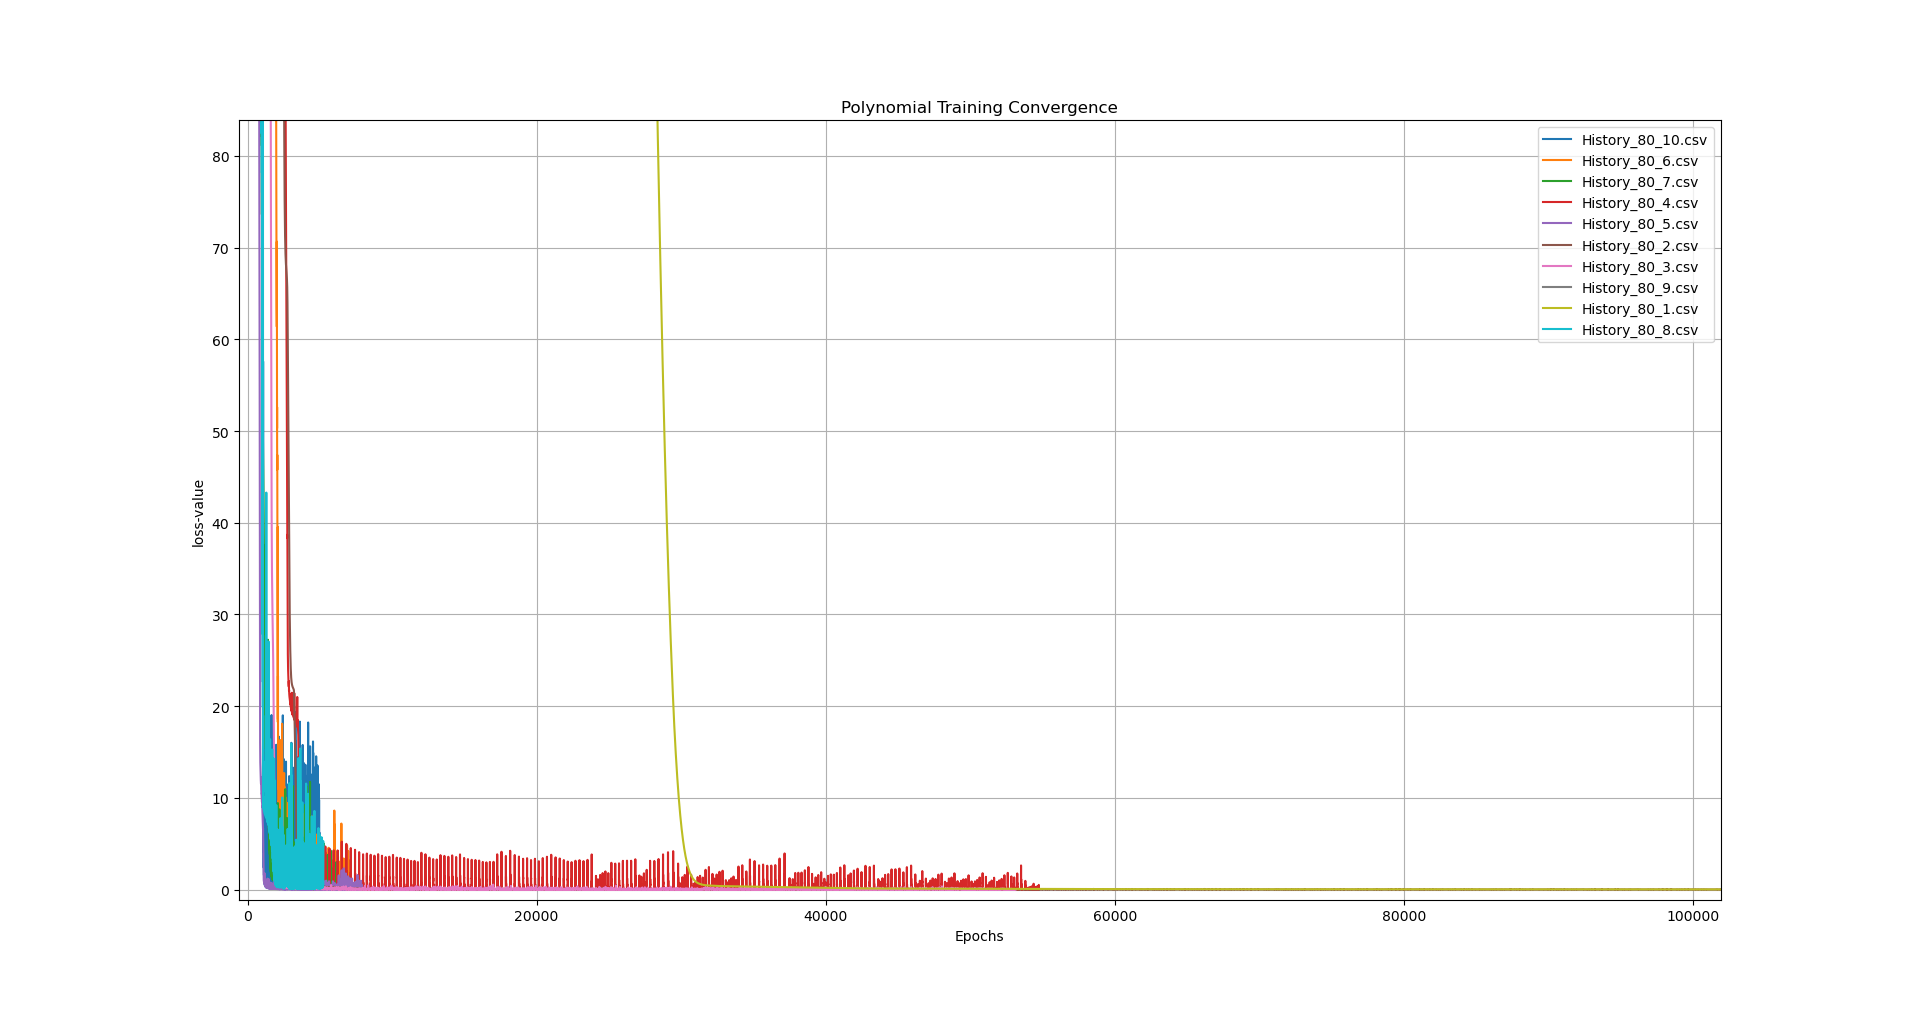 Polynomial Training Convergence
History_80_10.csv
History_80_6.csv
History_80_7.csv
History_80_4.csv
History_80_5.csv
History_80_2.csv
History_80_3.csv
History_80_9.csv
History_80_1.csv
History_80_8.csv
80
70
60
50
40
30
20
10
0
loss-value
0 20000 40000 60000 80000 100000
Epochs